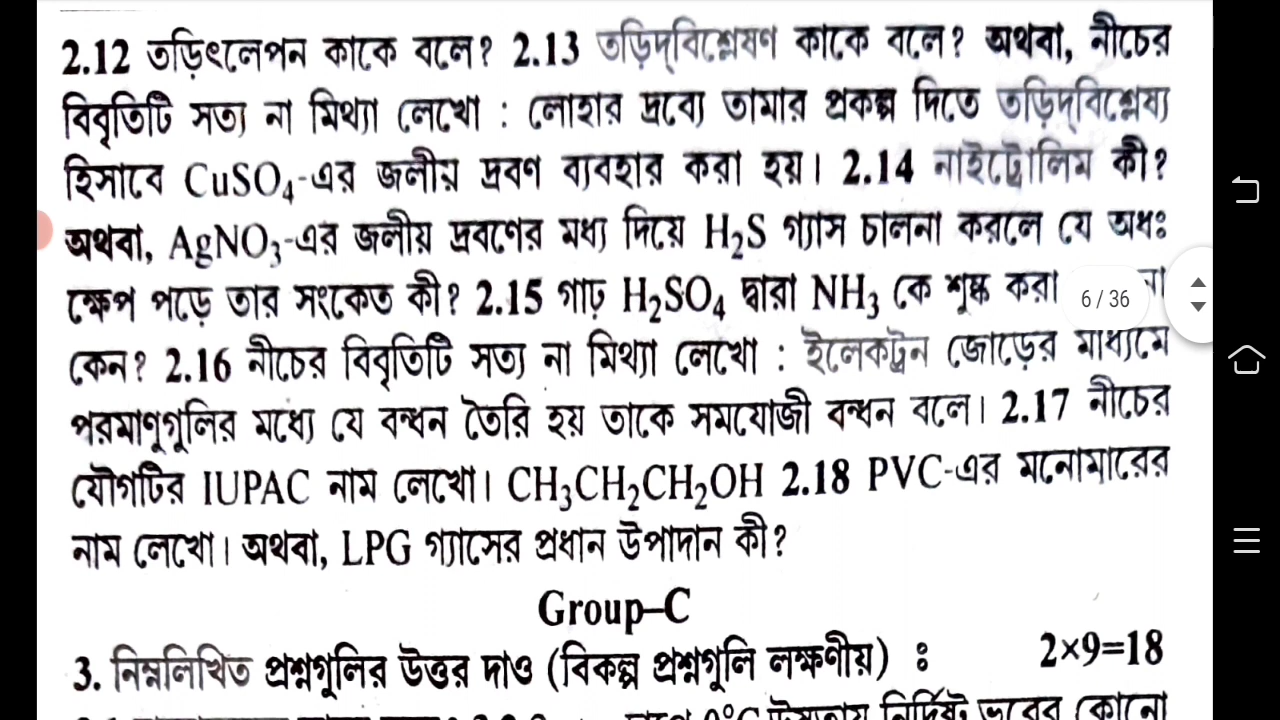 2.12 তড়িৎলেপন কাকে বলে? 2.13 তড়িদ্‌বিশ্লেষণ কাকে বলে? অথবা, নীচের
বিবৃতিটি সত্য না মিথ্যা লেখো : লোহার দ্রব্যে তামার প্রকল্প দিতে তড়িদ্‌বিশ্লেষ্য
হিসাবে CuSO₄-এর জলীয় দ্রবণ ব্যবহার করা হয়। 2.14 নাইট্রোলিম কী?
অথবা, AgNO₃-এর জলীয় দ্রবণের মধ্য দিয়ে H₂S গ্যাস চালনা করলে যে অধঃ
ক্ষেপ পড়ে তার সংকেত কী? 2.15 গাঢ় H₂SO₄ দ্বারা NH₃ কে শুষ্ক করা
6 / 36
কেন? 2.16 নীচের বিবৃতিটি সত্য না মিথ্যা লেখো : ইলেকট্রন জোড়ের মাধ্যমে
পরমাণুগুলির মধ্যে যে বন্ধন তৈরি হয় তাকে সমযোজী বন্ধন বলে। 2.17 নীচের
যৌগটির IUPAC নাম লেখো। CH₃CH₂CH₂OH 2.18 PVC-এর মনোমারের
নাম লেখো। অথবা, LPG গ্যাসের প্রধান উপাদান কী?
Group–C
3. নিম্নলিখিত প্রশ্নগুলির উত্তর দাও (বিকল্প প্রশ্নগুলি লক্ষণীয়) : 2×9=18
0°C উষ্ণতায় নির্দিষ্ট ভরের কোনো